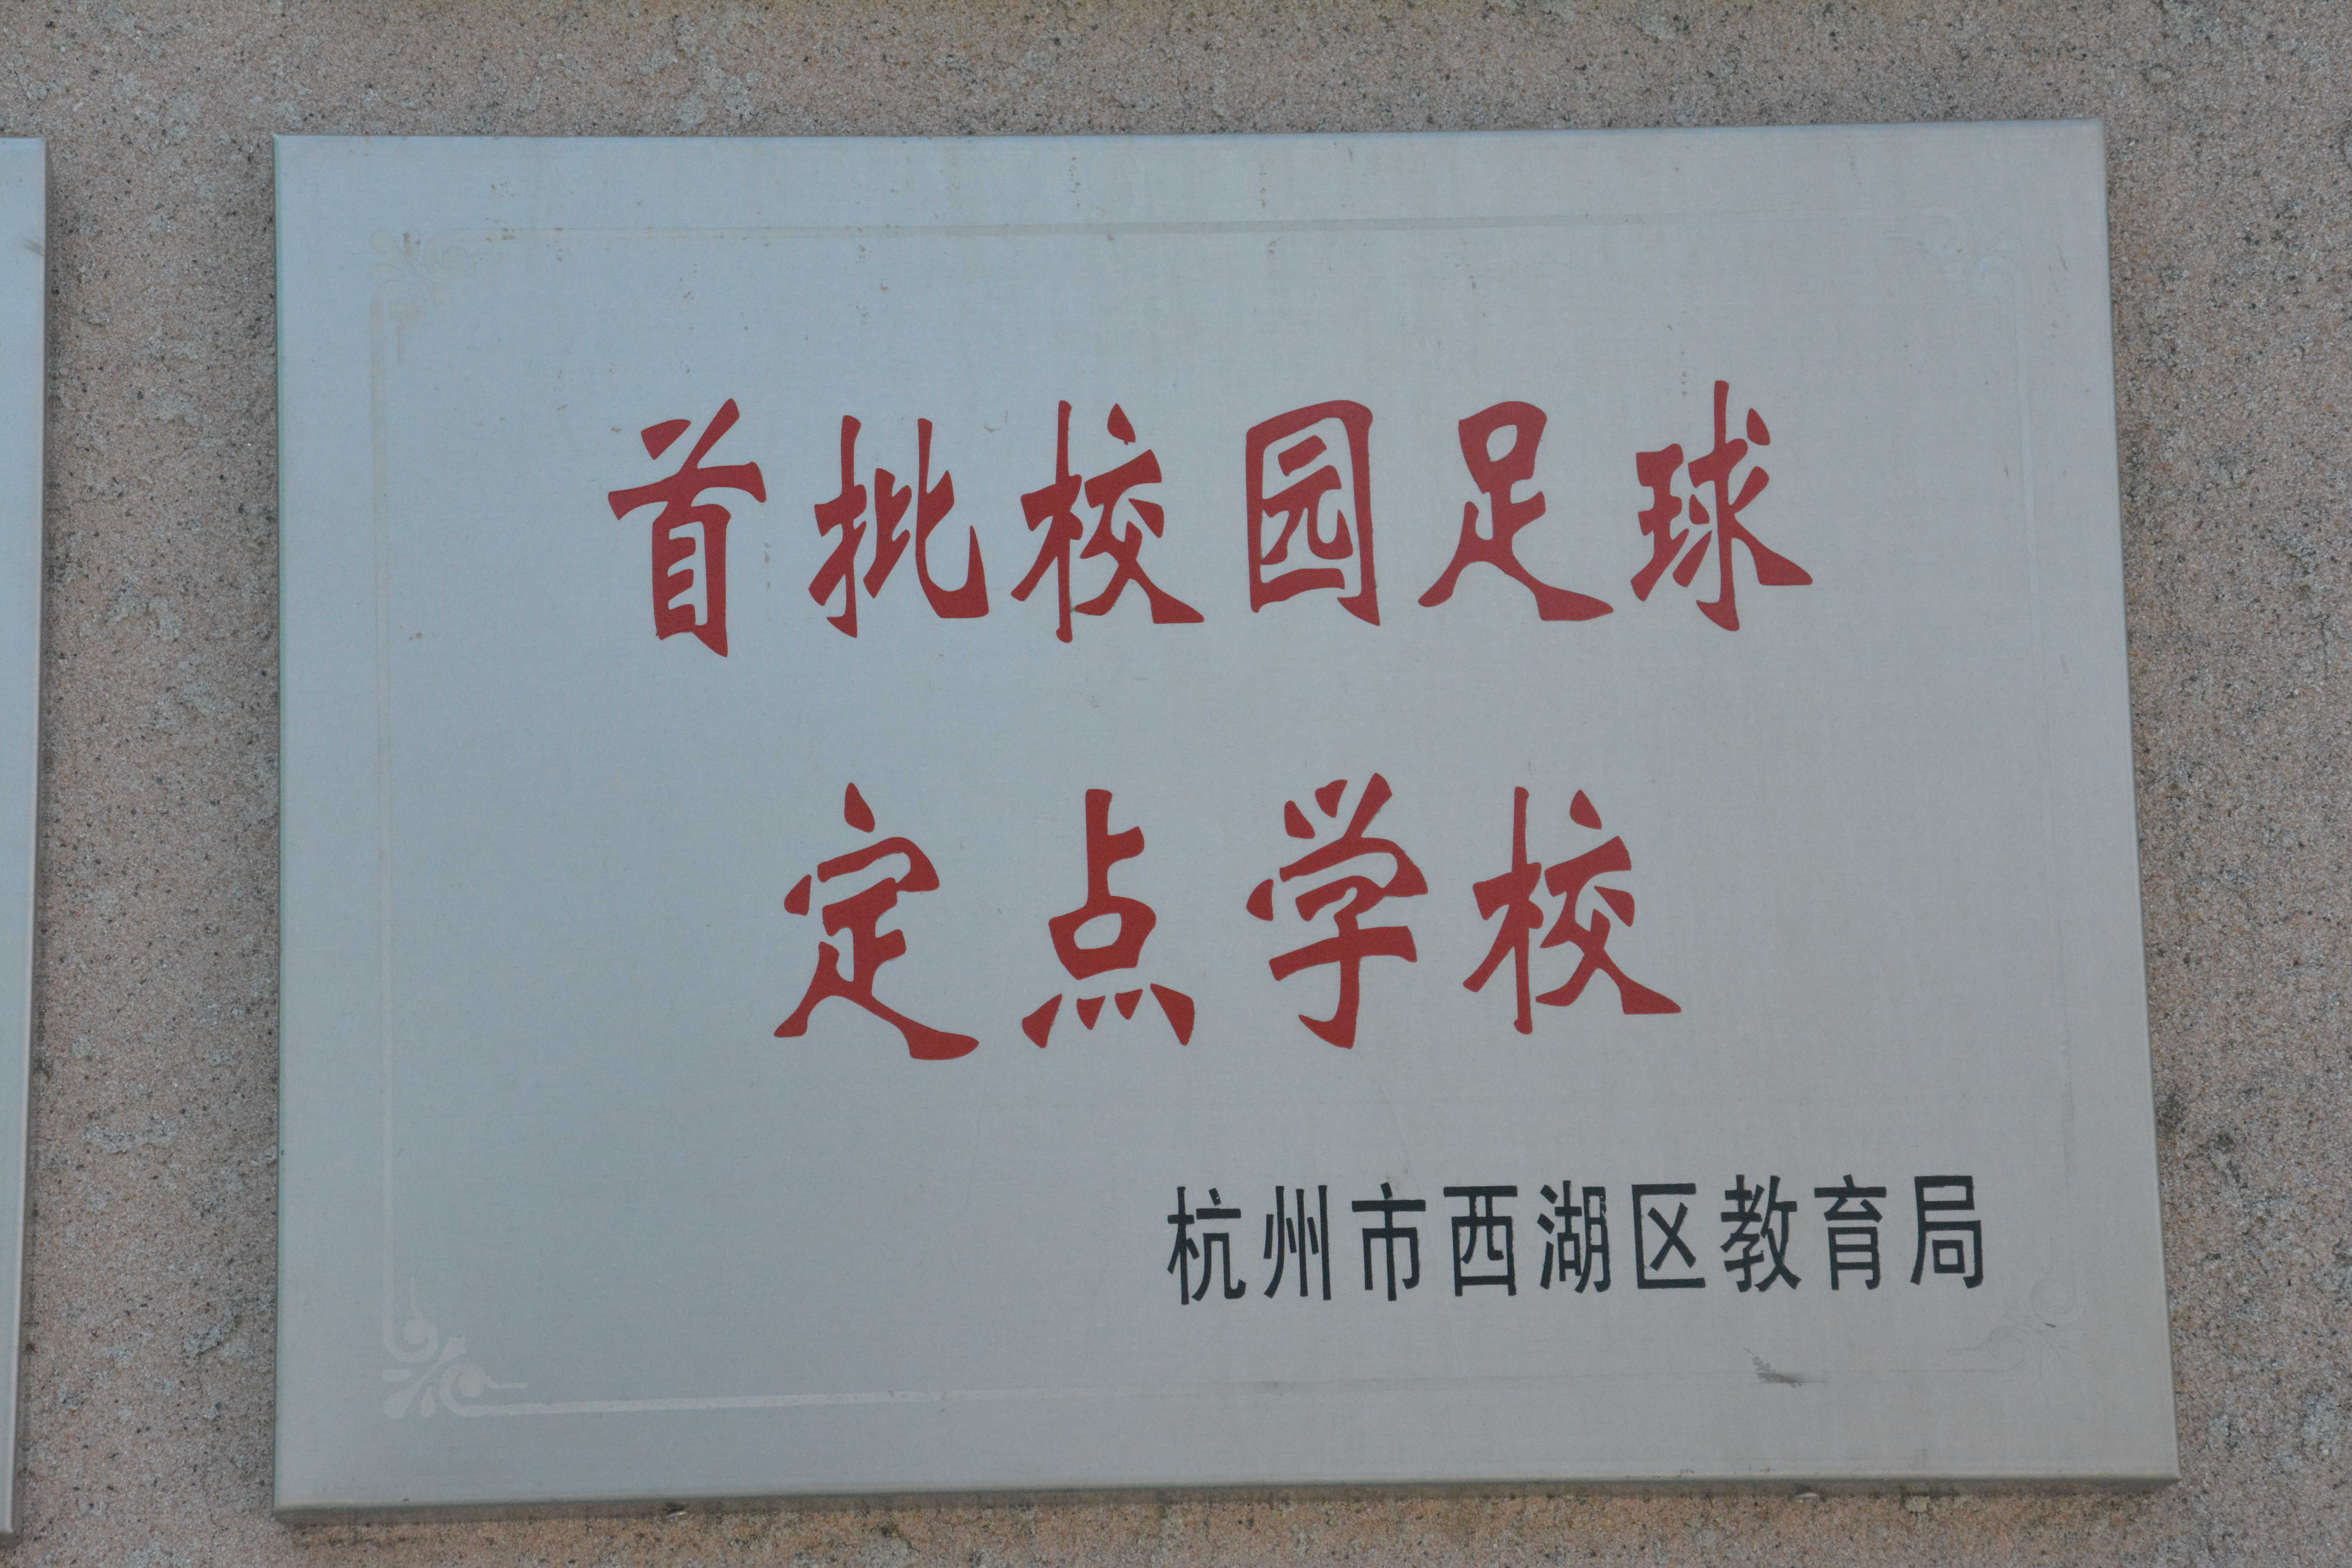 首批校园足球
定点学校
杭州市西湖区教育局